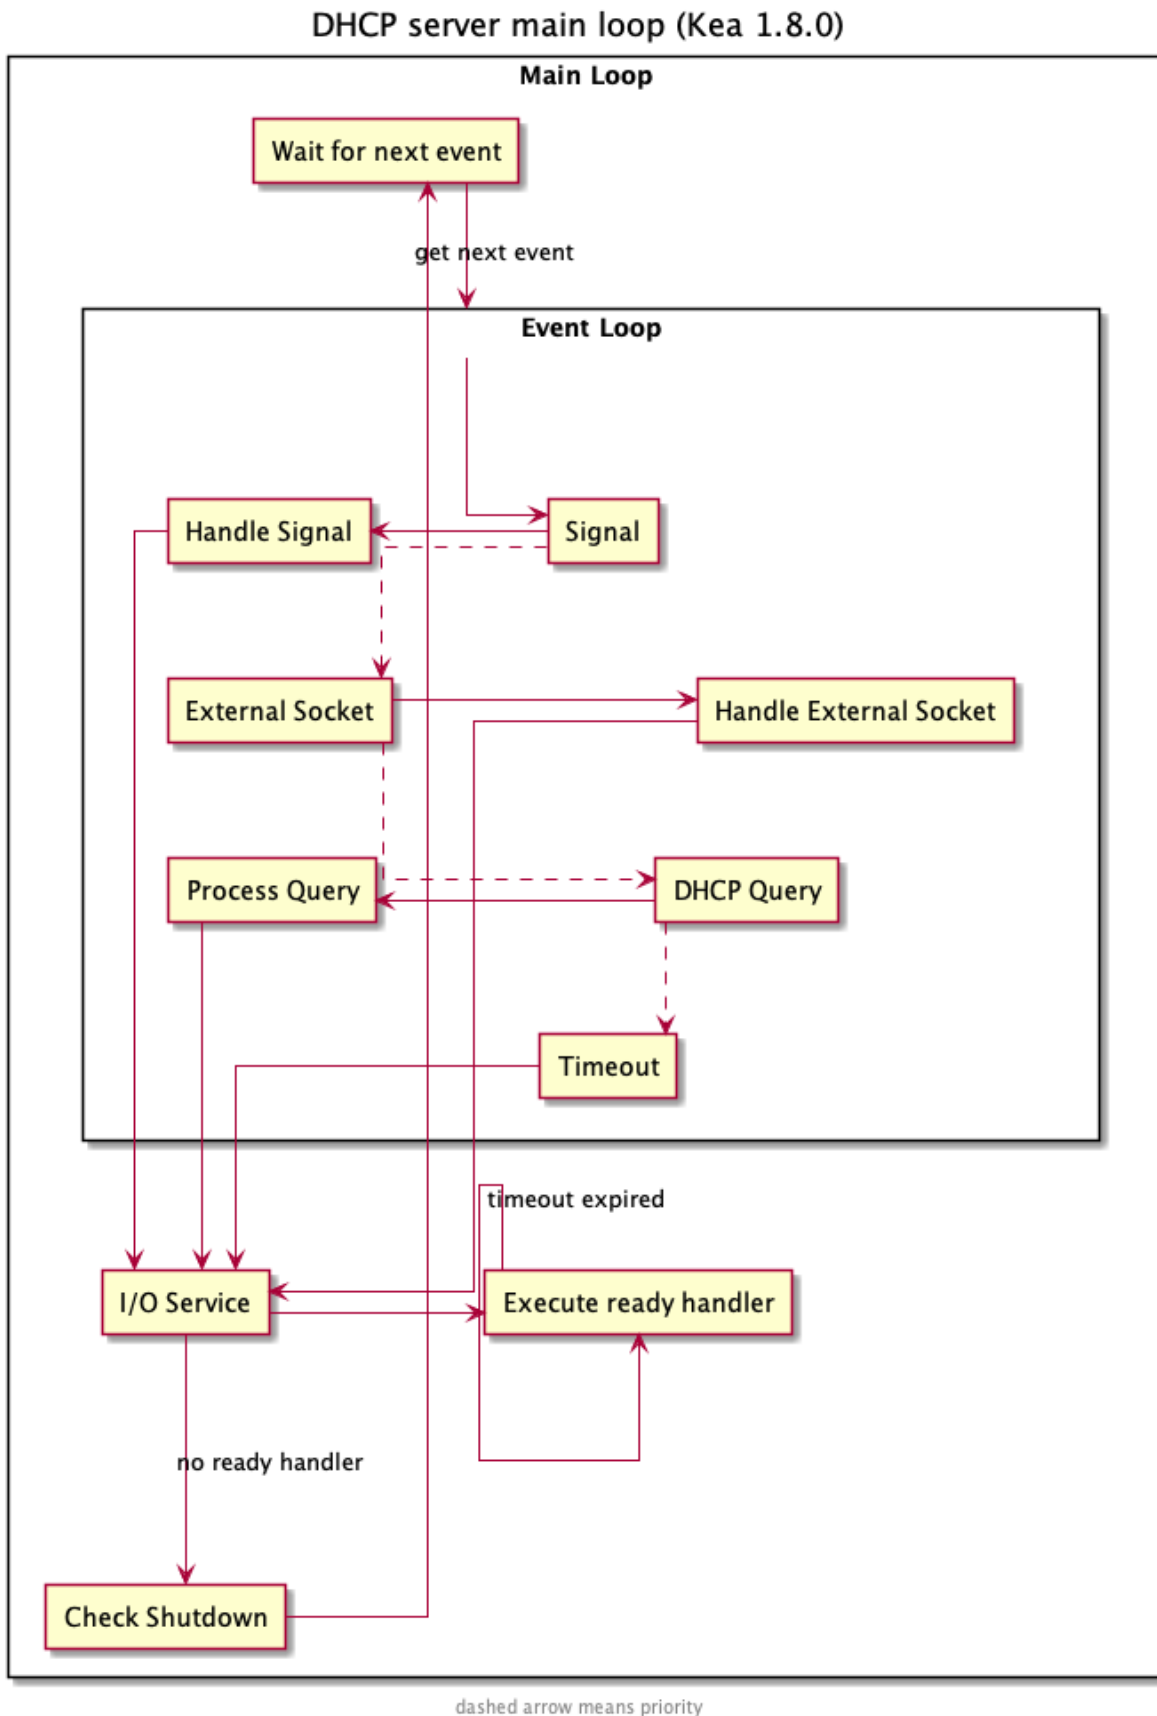 DHCP server main loop (Kea 1.8.0)
Main Loop
Wait for next event
get next event
Event Loop
Handle Signal
Signal
External Socket
Handle External Socket
Process Query
DHCP Query
Timeout
timeout expired
I/O Service
Execute ready handler
no ready handler
Check Shutdown
dashed arrow means priority